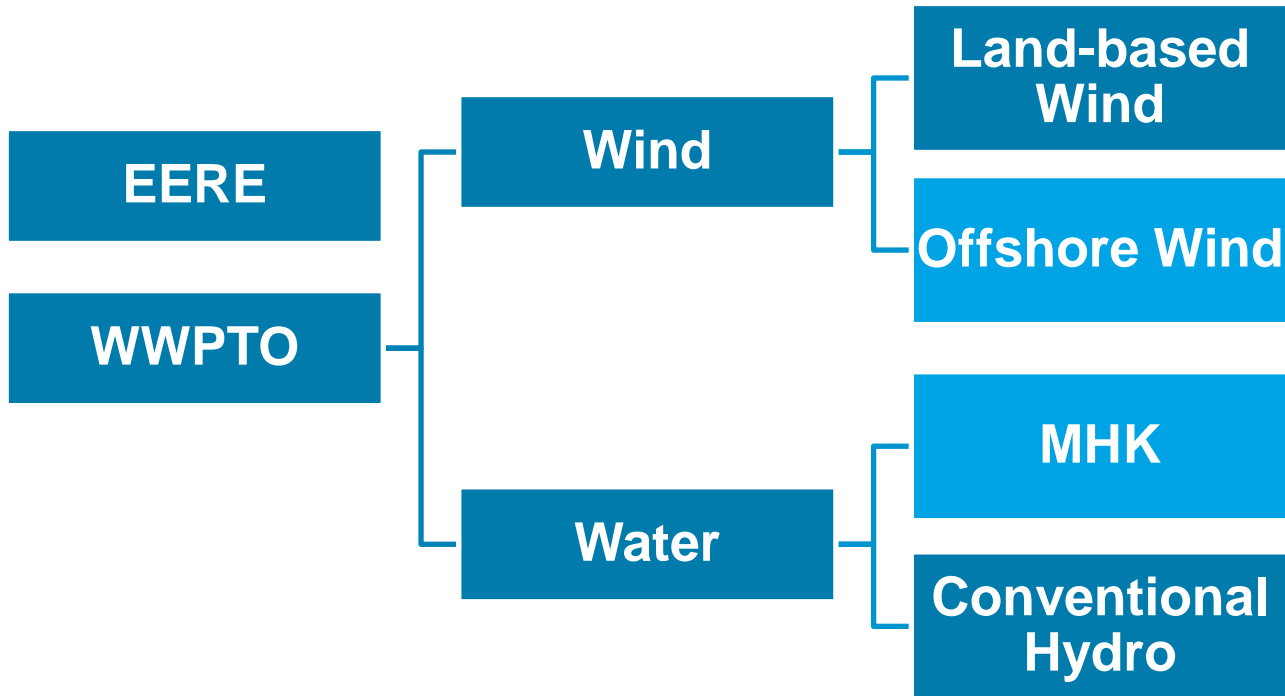 EERE
WWPTO
Wind
Water
Land-based
Wind
Offshore Wind
MHK
Conventional
Hydro